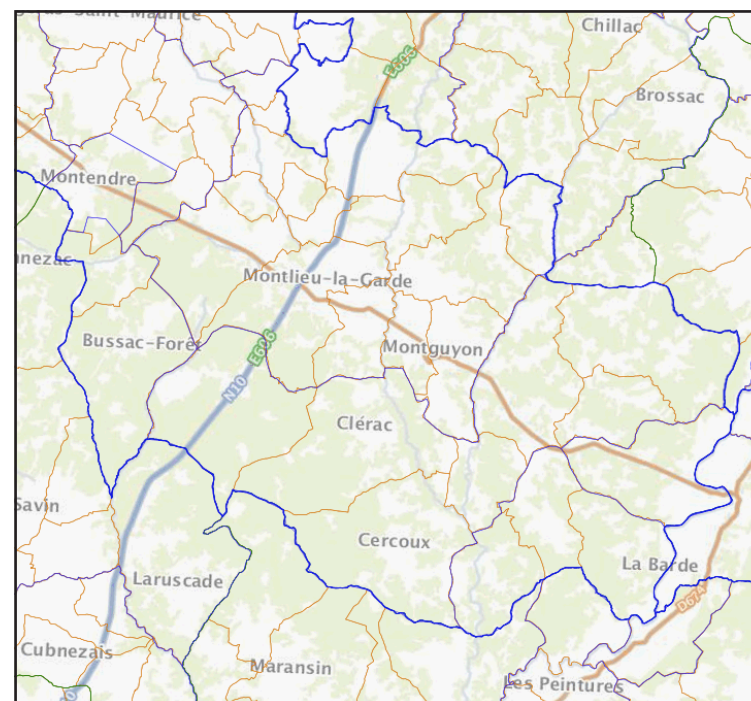 Chillac
E606
Brossac
Montendre
nnezac
Montlieu-la-Garde
Bussac-Forêt
E606
Montguyon
N10
Clérac
Savin
Cercoux
La Barde
Laruscade
D674
Cubnezais
Maransin
Les Peintures